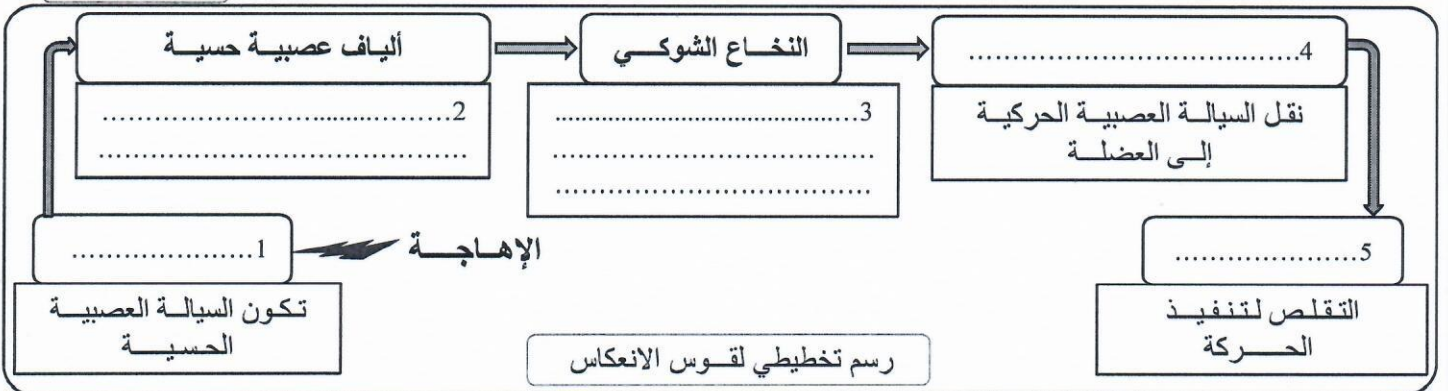 ألياف عصبية حسية
النخاع الشوكي
4......................................
2......................................
.......................................
3......................................
.......................................
.......................................
نقل السيالة العصبية الحركية
إلى العضلة
1......................
الإهاجة
5......................
تكون السيالة العصبية
الحسية
التقلص لتنفيذ
الحركة
رسم تخطيطي لقوس الانعكاس